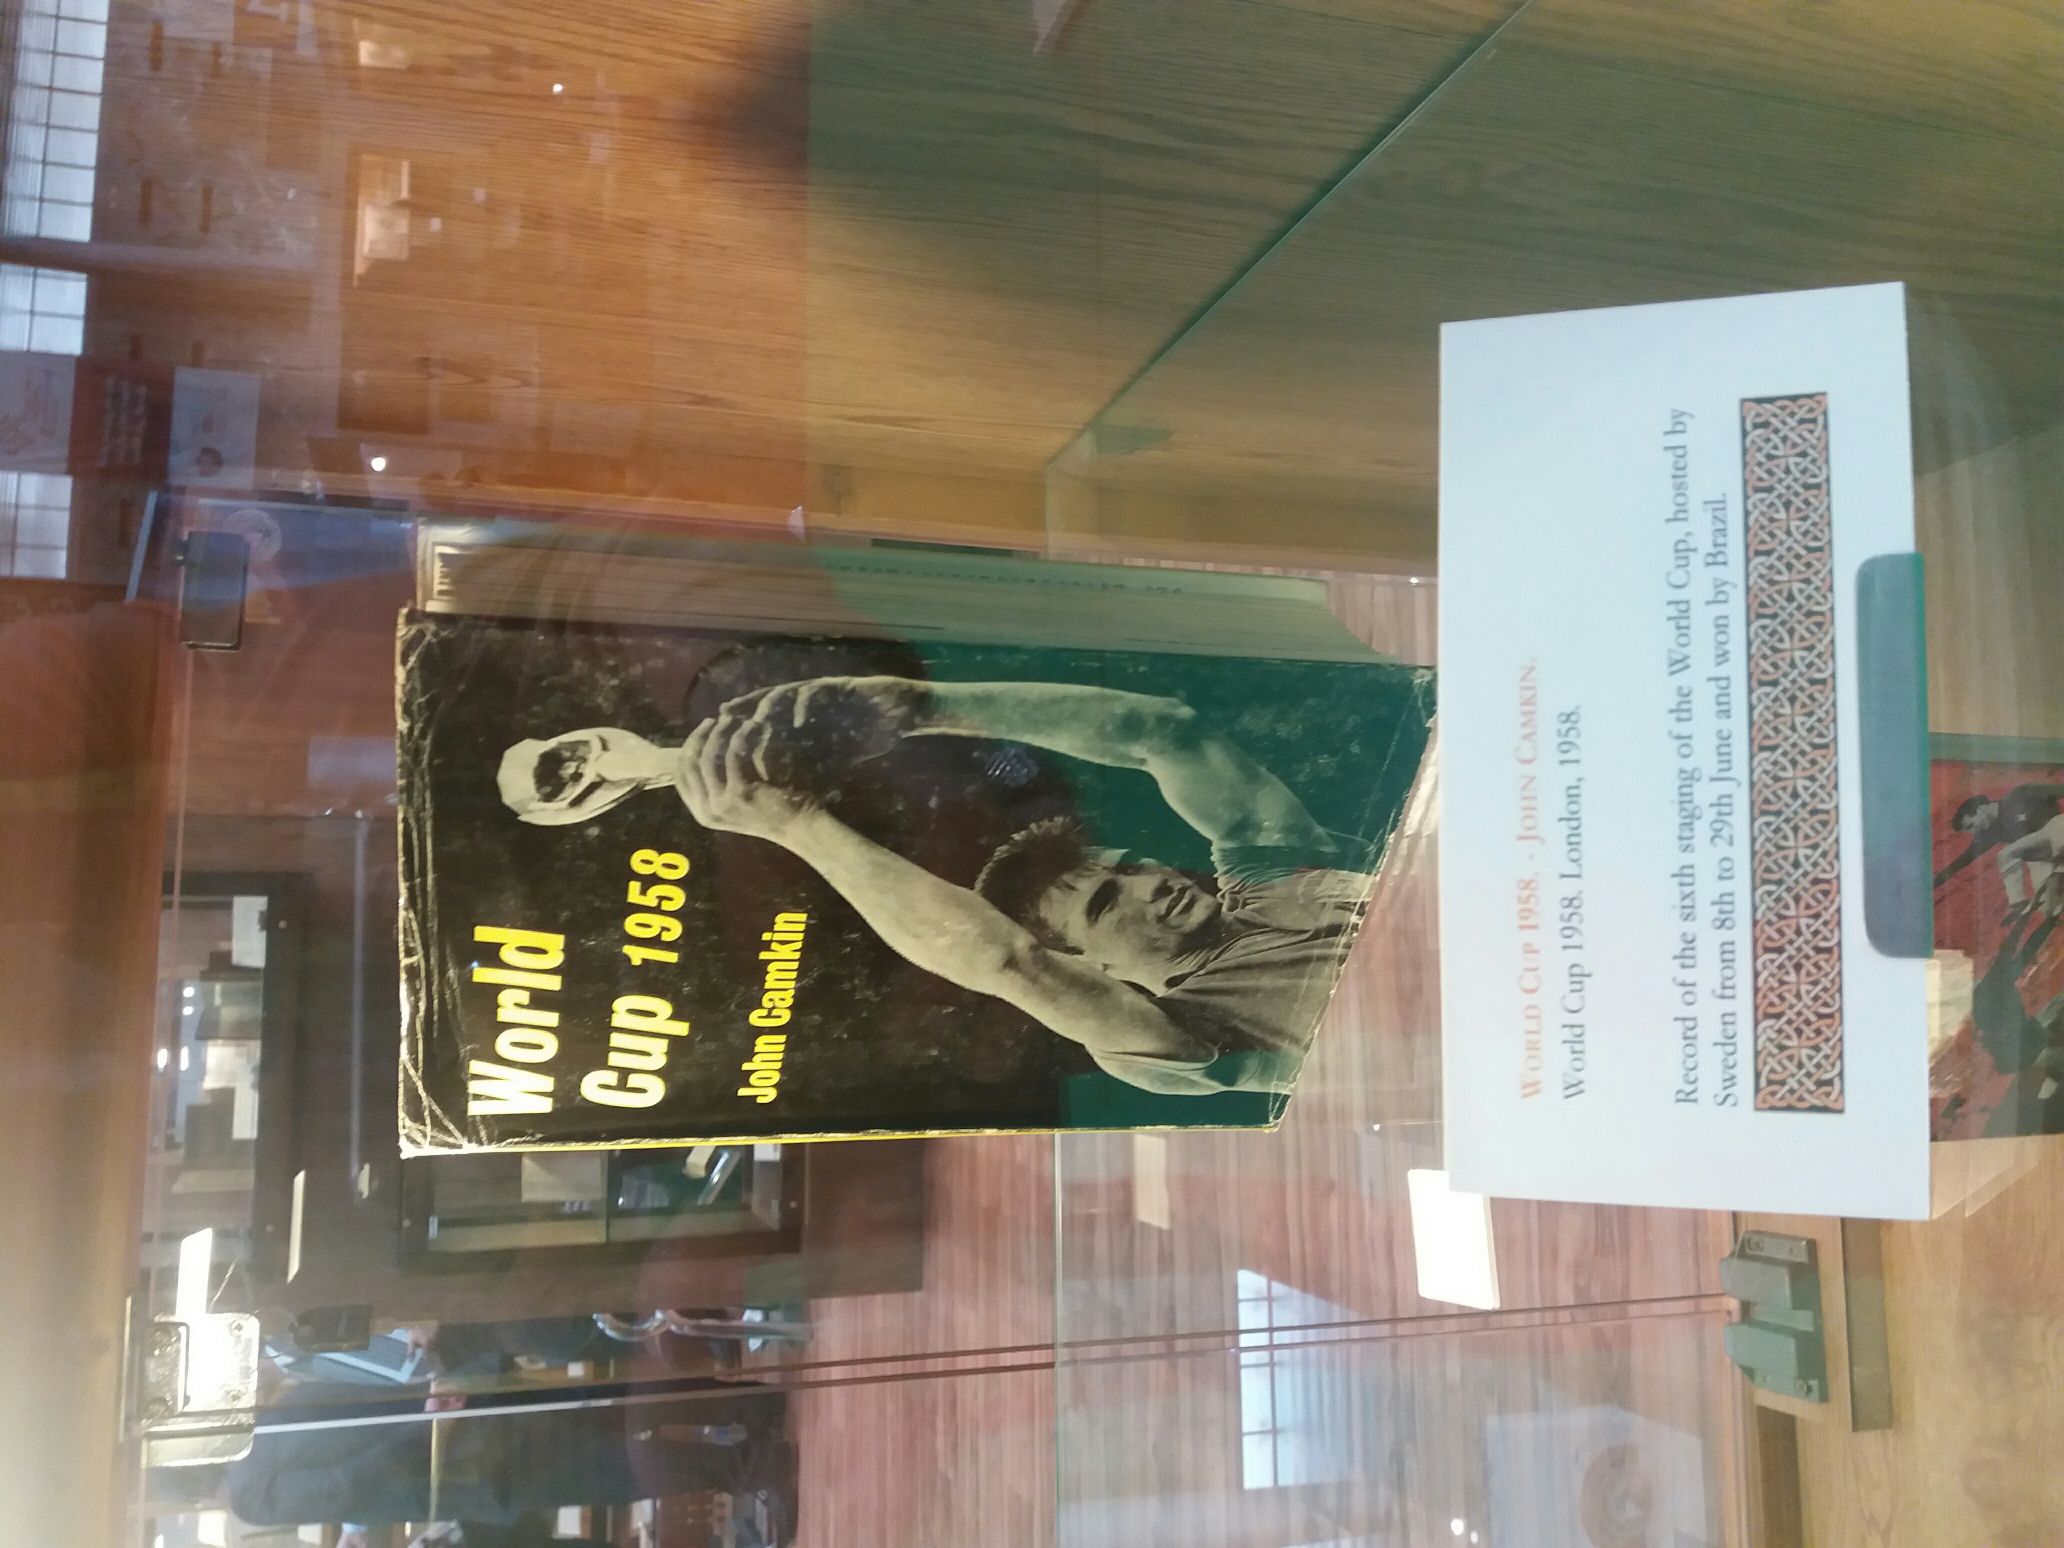 World
Cup 1958
John Camkin
WORLD CUP 1958. - JOHN CAMKIN.
World Cup 1958. London, 1958.
Record of the sixth staging of the World Cup, hosted by
Sweden from 8th to 29th June and won by Brazil.